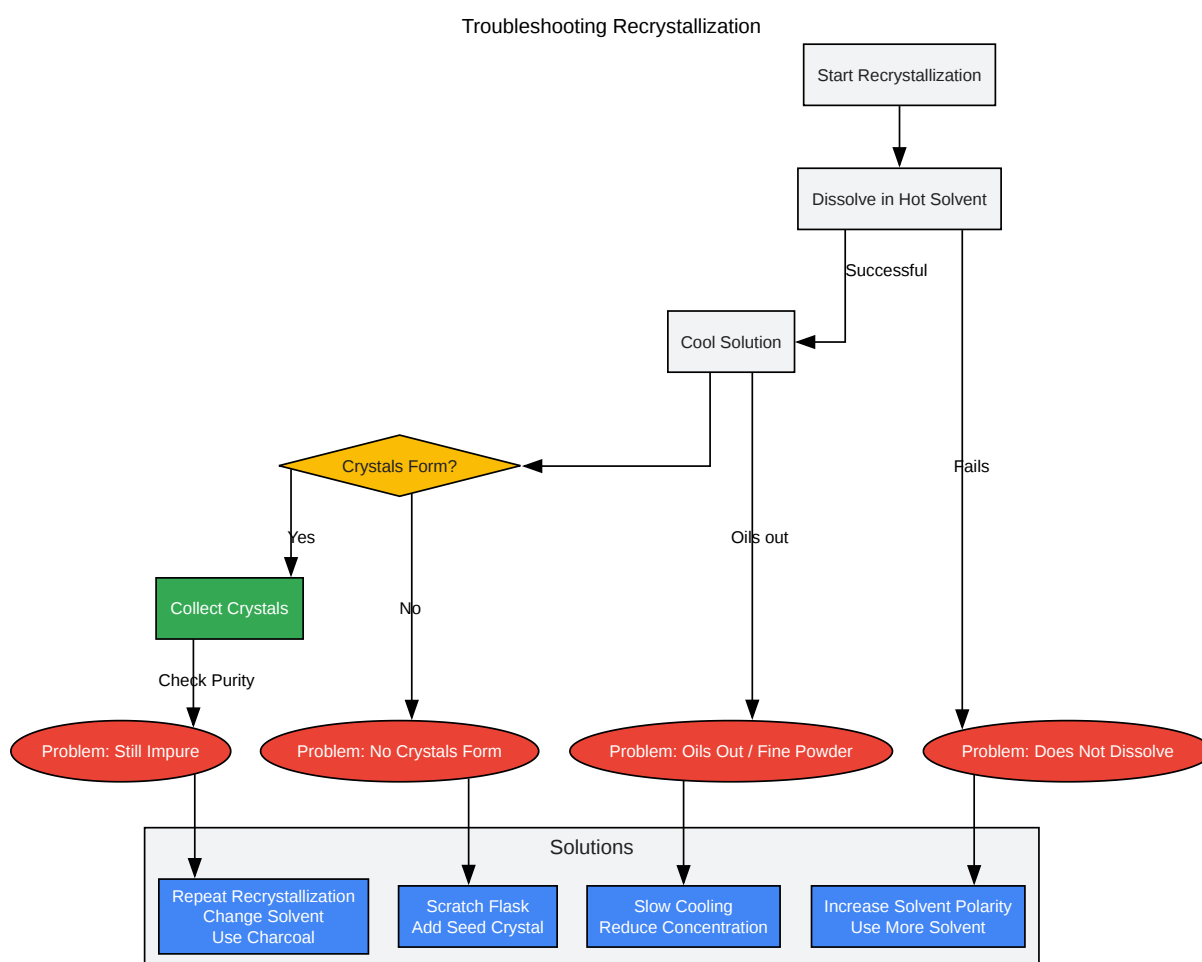 Troubleshooting Recrystallization
Start Recrystallization
Dissolve in Hot Solvent
Successful
Cool Solution
Crystals Form?
Fails
Yes
Oils out
Collect Crystals
No
Check Purity
Problem: Still Impure
Problem: No Crystals Form
Problem: Oils Out / Fine Powder
Problem: Does Not Dissolve
Solutions
Repeat Recrystallization
Change Solvent
Use Charcoal
Scratch Flask
Add Seed Crystal
Slow Cooling
Reduce Concentration
Increase Solvent Polarity
Use More Solvent